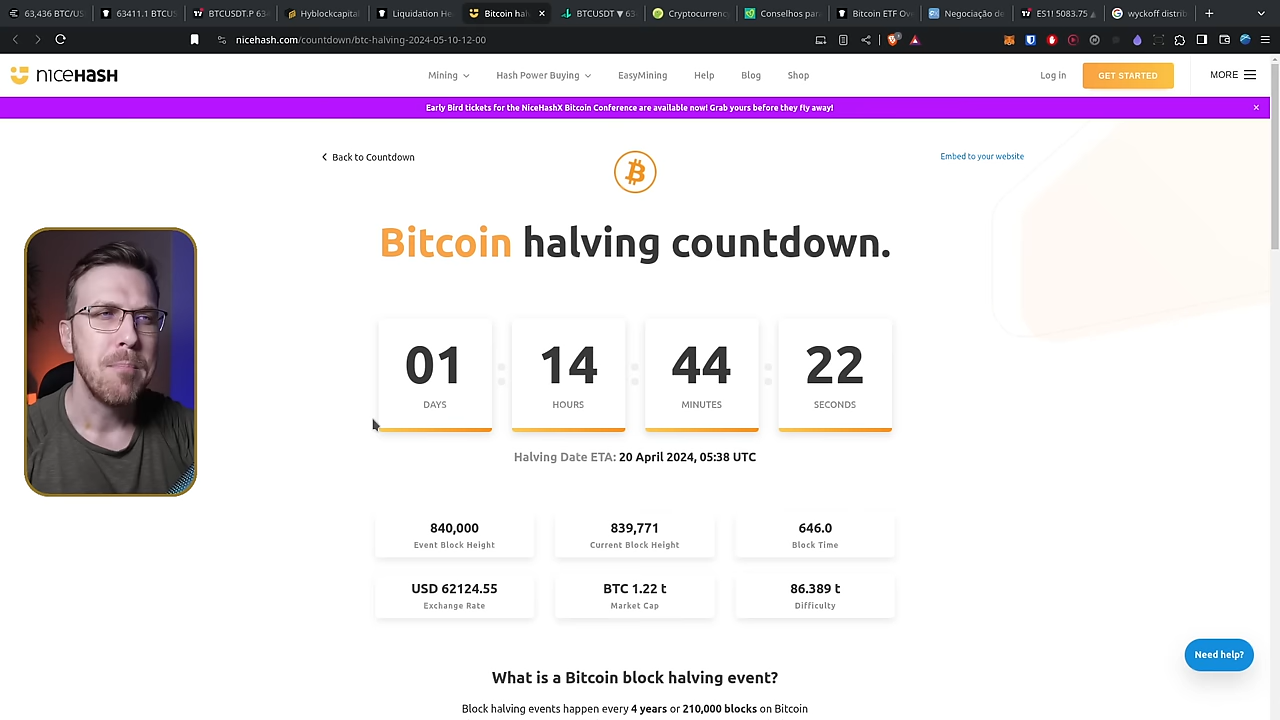 63,436 BTC/US
63411.1 BTCUS
BTCUSDT.P 634
Hyblockcapital
Liquidation He
Bitcoin hal
BTCUSDT ▼ 63
Cryptocurrenc
Conselhos par
Bitcoin ETF Ov
Negociação de
ES1! 5083.75
wyckoff distrib
nicehash.com/countdown/btc-halving-2024-05-10-12-00
NICEHASH
Mining
Hash Power Buying
EasyMining
Help
Blog
Shop
Log in
GET STARTED
MORE
Early Bird tickets for the NiceHashX Bitcoin Conference are available now! Grab yours before they fly away!
Back to Countdown
Embed to your website
Bitcoin halving countdown.
01 : 14 : 44 : 22
DAYS HOURS MINUTES SECONDS
Halving Date ETA: 20 April 2024, 05:38 UTC
840,000 839,771 646.0
Event Block Height Current Block Height Block Time
USD 62124.55 BTC 1.22 t 86.389 t
Exchange Rate Market Cap Difficulty
Need help?
What is a Bitcoin block halving event?
Block halving events happen every 4 years or 210,000 blocks on Bitcoin